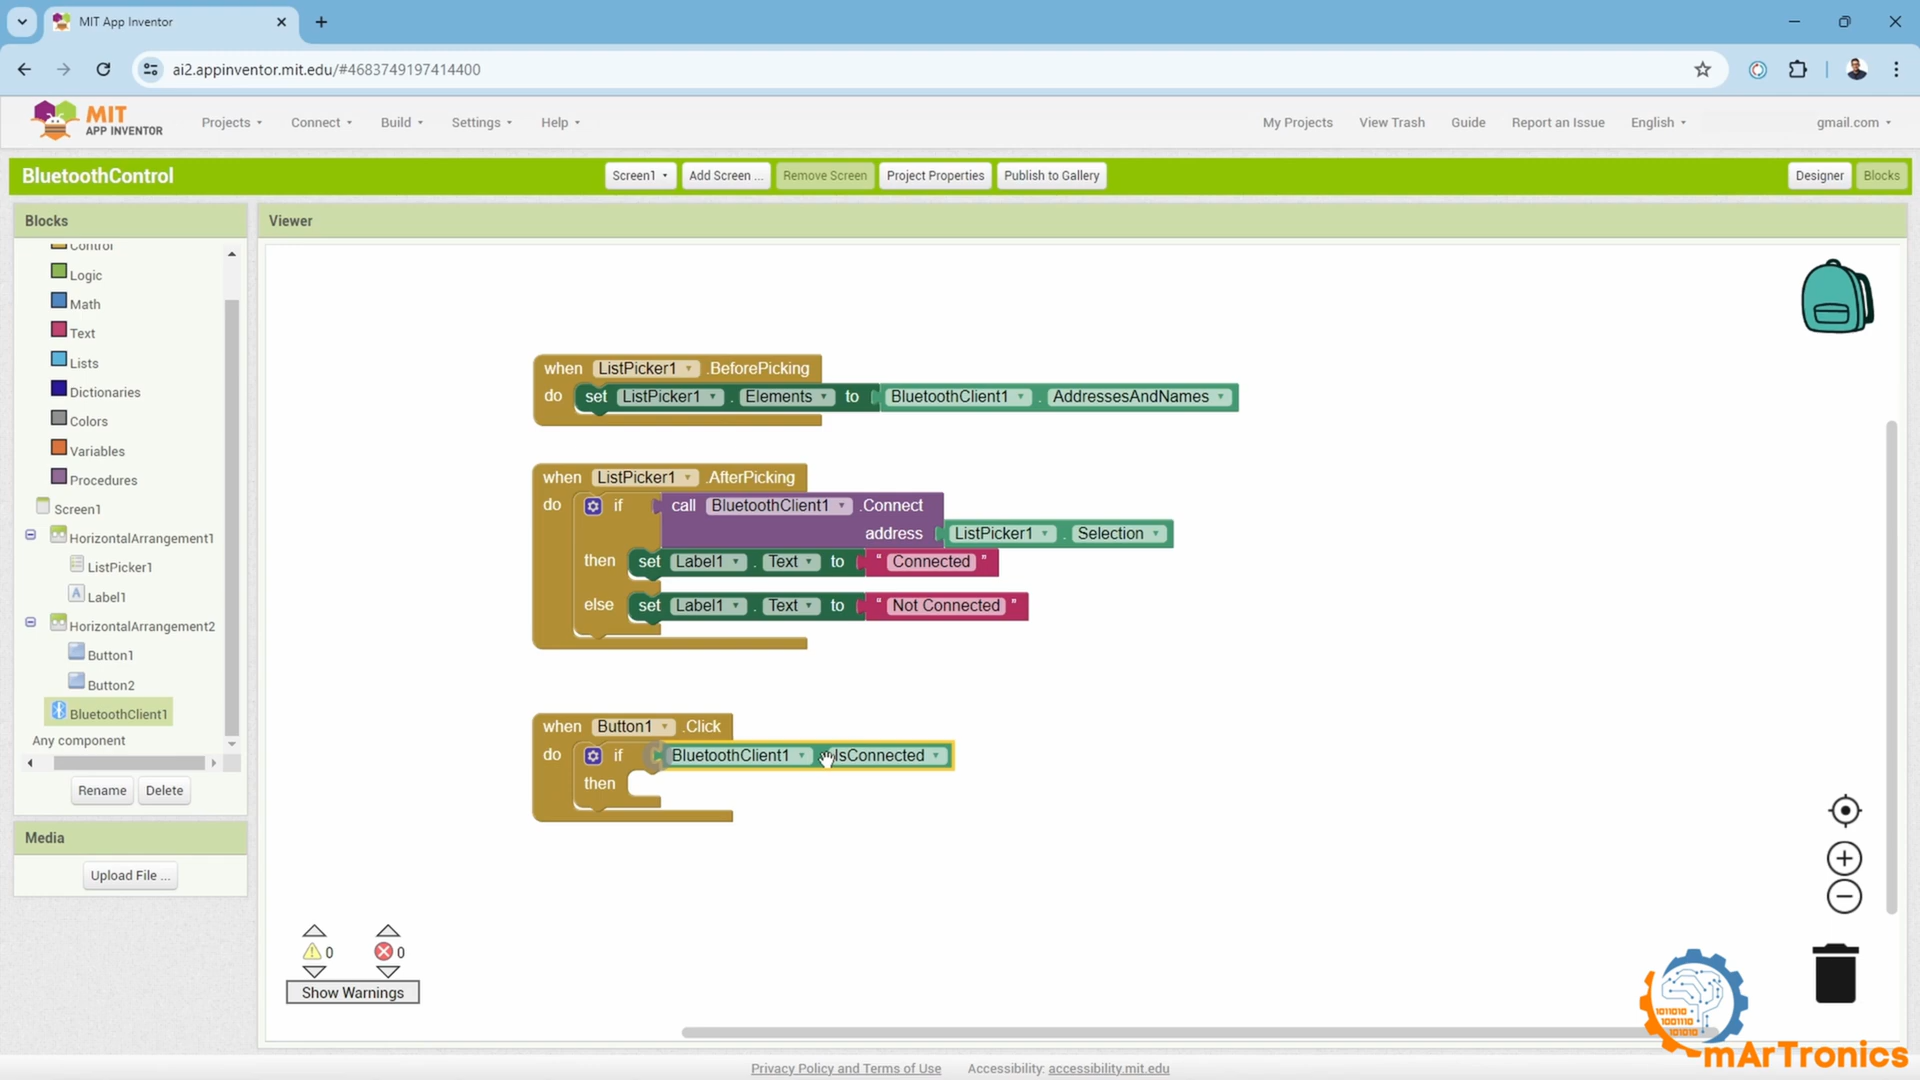 MIT App Inventor
ai2.appinventor.mit.edu/#4683749197414400
MIT
APP INVENTOR
Projects
Connect
Build
Settings
Help
My Projects
View Trash
Guide
Report an Issue
English
gmail.com
BluetoothControl
Screen1
Add Screen ...
Remove Screen
Project Properties
Publish to Gallery
Designer
Blocks
Blocks
Viewer
Control
Logic
Math
Text
Lists
Dictionaries
Colors
Variables
Procedures
Screen1
HorizontalArrangement1
ListPicker1
A Label1
HorizontalArrangement2
Button1
Button2
BluetoothClient1
Any component
Rename
Delete
Media
Upload File ...
when ListPicker1 .BeforePicking
do set ListPicker1 . Elements to BluetoothClient1 . AddressesAndNames
when ListPicker1 .AfterPicking
do if call BluetoothClient1 .Connect
address ListPicker1 . Selection
then set Label1 . Text to " Connected "
else set Label1 . Text to " Not Connected "
when Button1 .Click
do if BluetoothClient1 IsConnected
then
0
0
Show Warnings
1011010
1001110
101010
mArTronics
Privacy Policy and Terms of Use
Accessibility: accessibility.mit.edu